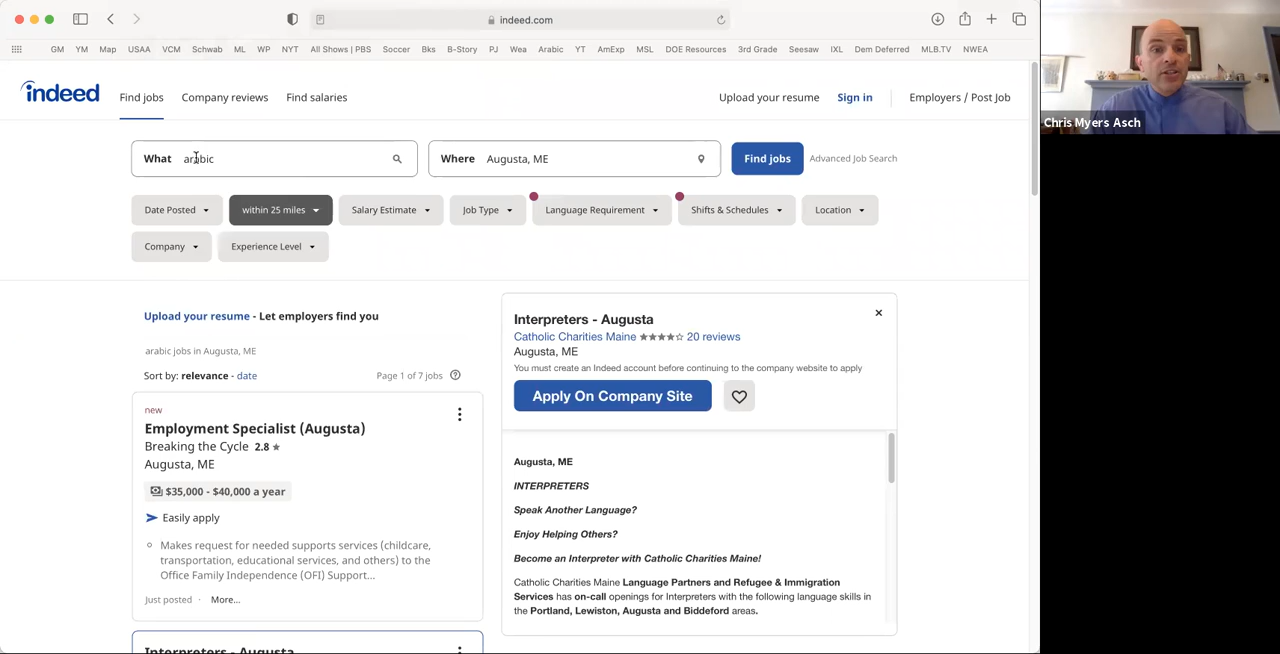 indeed.com
GM YM Map USAA VCM Schwab ML WP NYT All Shows | PBS Soccer Bks B-Story PJ Wea Arabic YT AmExp MSL DOE Resources 3rd Grade Seesaw IXL Dem Deferred MLB.TV NWEA
indeed Find jobs Company reviews Find salaries Upload your resume Sign in Employers / Post Job
What arabic Where Augusta, ME Find jobs Advanced Job Search
Date Posted within 25 miles Salary Estimate Job Type Language Requirement Shifts & Schedules Location
Company Experience Level
Upload your resume - Let employers find you
arabic jobs in Augusta, ME
Sort by: relevance - date Page 1 of 7 jobs
new
Employment Specialist (Augusta)
Breaking the Cycle 2.8
Augusta, ME
$35,000 - $40,000 a year
Easily apply
Makes request for needed supports services (childcare,
transportation, educational services, and others) to the
Office Family Independence (OFI) Support...
Just posted · More...
Interpreters - Augusta
Interpreters - Augusta
Catholic Charities Maine 20 reviews
Augusta, ME
You must create an Indeed account before continuing to the company website to apply
Apply On Company Site
Augusta, ME
INTERPRETERS
Speak Another Language?
Enjoy Helping Others?
Become an Interpreter with Catholic Charities Maine!
Catholic Charities Maine Language Partners and Refugee & Immigration
Services has on-call openings for Interpreters with the following language skills in
the Portland, Lewiston, Augusta and Biddeford areas.
Chris Myers Asch